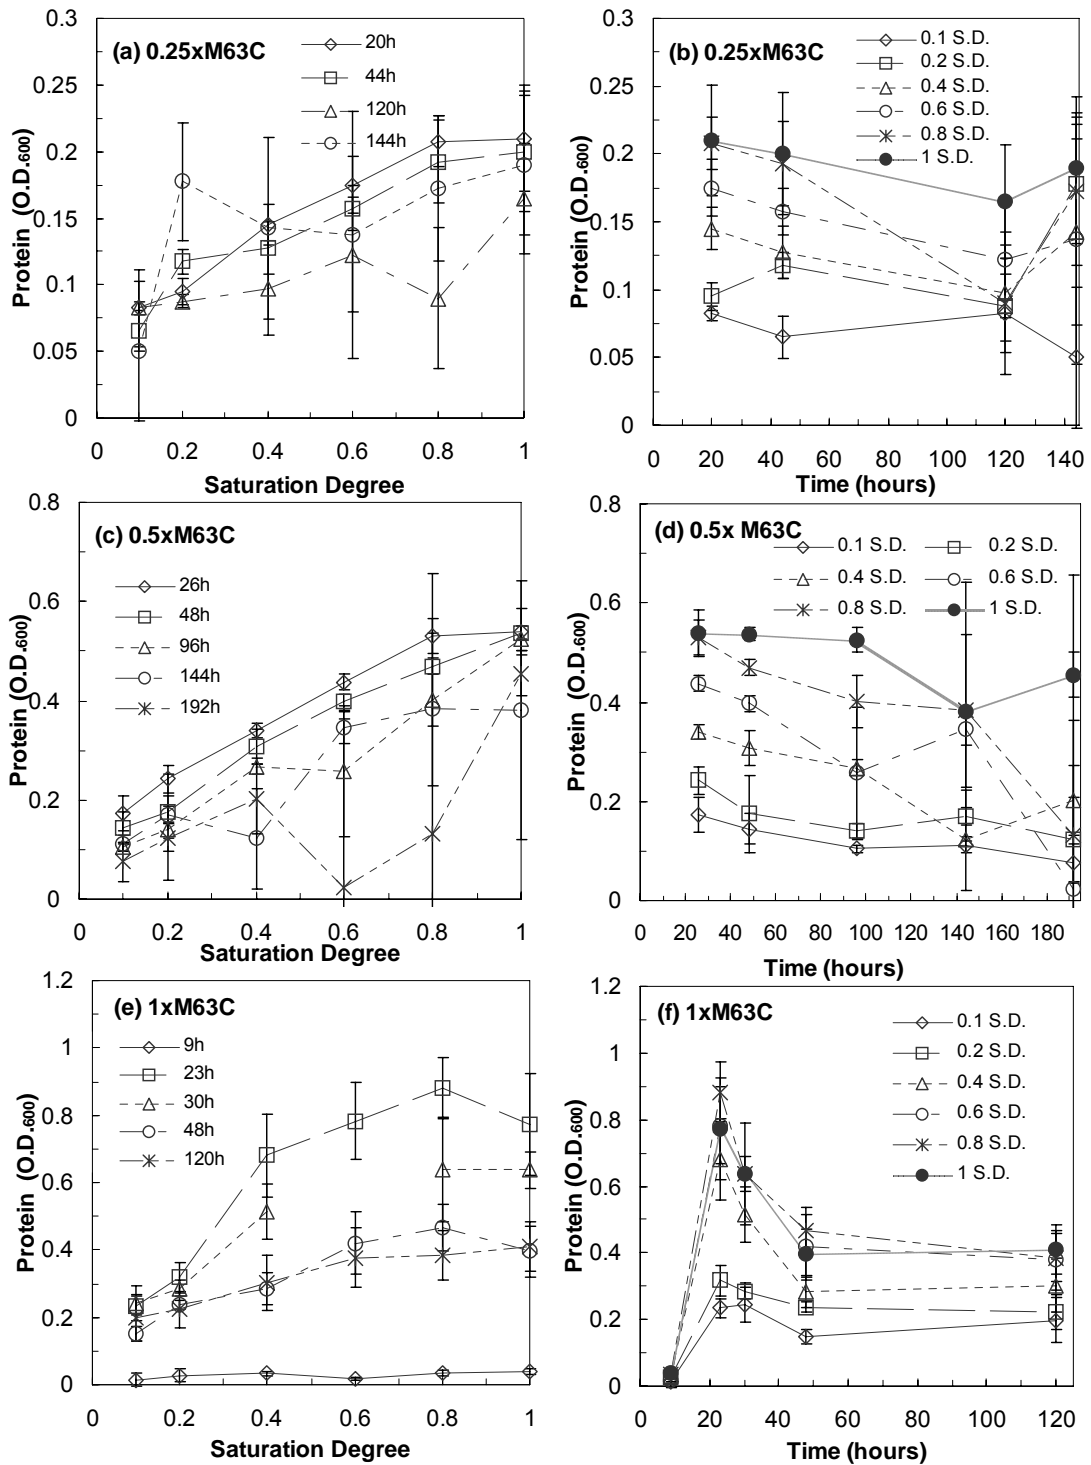 (a) 0.25xM63C
20h
44h
120h
144h
0.3
0.25
0.2
0.15
0.1
0.05
0
Protein (O.D.600)
0 0.2 0.4 0.6 0.8 1
Saturation Degree
(b) 0.25xM63C
0.1 S.D.
0.2 S.D.
0.4 S.D.
0.6 S.D.
0.8 S.D.
1 S.D.
0.3
0.25
0.2
0.15
0.1
0.05
0
Protein (O.D.600)
0 20 40 60 80 100 120 140
Time (hours)
(c) 0.5xM63C
26h
48h
96h
144h
192h
0.8
0.6
0.4
0.2
0
Protein (O.D.600)
0 0.2 0.4 0.6 0.8 1
Saturation Degree
(d) 0.5x M63C
0.1 S.D. 0.2 S.D.
0.4 S.D. 0.6 S.D.
0.8 S.D. 1 S.D.
0.8
0.6
0.4
0.2
0
Protein (O.D.600)
0 20 40 60 80 100 120 140 160 180
Time (hours)
(e) 1xM63C
9h
23h
30h
48h
120h
1.2
1
0.8
0.6
0.4
0.2
0
Protein (O.D.600)
0 0.2 0.4 0.6 0.8 1
Saturation Degree
(f) 1xM63C
0.1 S.D.
0.2 S.D.
0.4 S.D.
0.6 S.D.
0.8 S.D.
1 S.D.
1.2
1
0.8
0.6
0.4
0.2
0
Protein (O.D.600)
0 20 40 60 80 100 120
Time (hours)